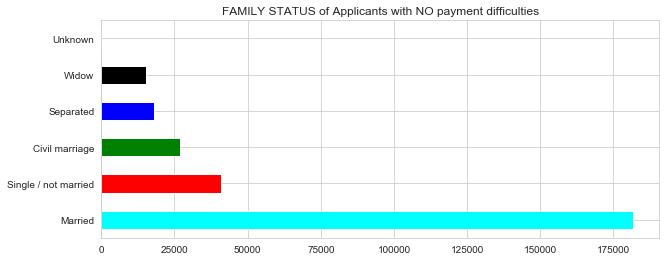 FAMILY STATUS of Applicants with NO payment difficulties
Unknown
Widow
Separated
Civil marriage
Single / not married
Married
0 25000 50000 75000 100000 125000 150000 175000